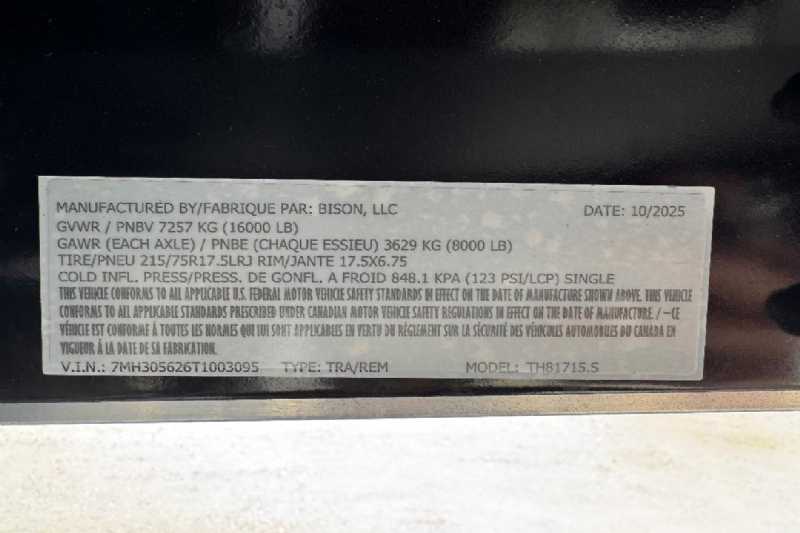 MANUFACTURED BY/FABRIQUE PAR: BISON, LLC DATE: 10/2025
GVWR / PNBV 7257 KG (16000 LB)
GAWR (EACH AXLE) / PNBE (CHAQUE ESSIEU) 3629 KG (8000 LB)
TIRE/PNEU 215/75R17.5LRJ RIM/JANTE 17.5X6.75
COLD INFL. PRESS/PRESS. DE GONFL. A FROID 848.1 KPA (123 PSI/LCP) SINGLE
THIS VEHICLE CONFORMS TO ALL APPLICABLE U.S. FEDERAL MOTOR VEHICLE SAFETY STANDARDS IN EFFECT ON THE DATE OF MANUFACTURE SHOWN ABOVE. THIS VEHICLE
CONFORMS TO ALL APPLICABLE STANDARDS PRESCRIBED UNDER CANADIAN MOTOR VEHICLE SAFETY REGULATIONS IN EFFECT ON THE DATE OF MANUFACTURE. /-CE
VÉHICLE EST CONFORME À TOUTES LES NORMES QUI LUI SONT APPLICABLES EN VERTU DU RÈGLEMENT SUR LA SÉCURITÉ DES VÉHICULES AUTOMOBILES DU CANADA EN
VIGUEUR À LA DATE DE SA FABRICATION.
V.I.N.: 7MH305626T1003095 TYPE: TRA/REM MODEL: TH81715.S